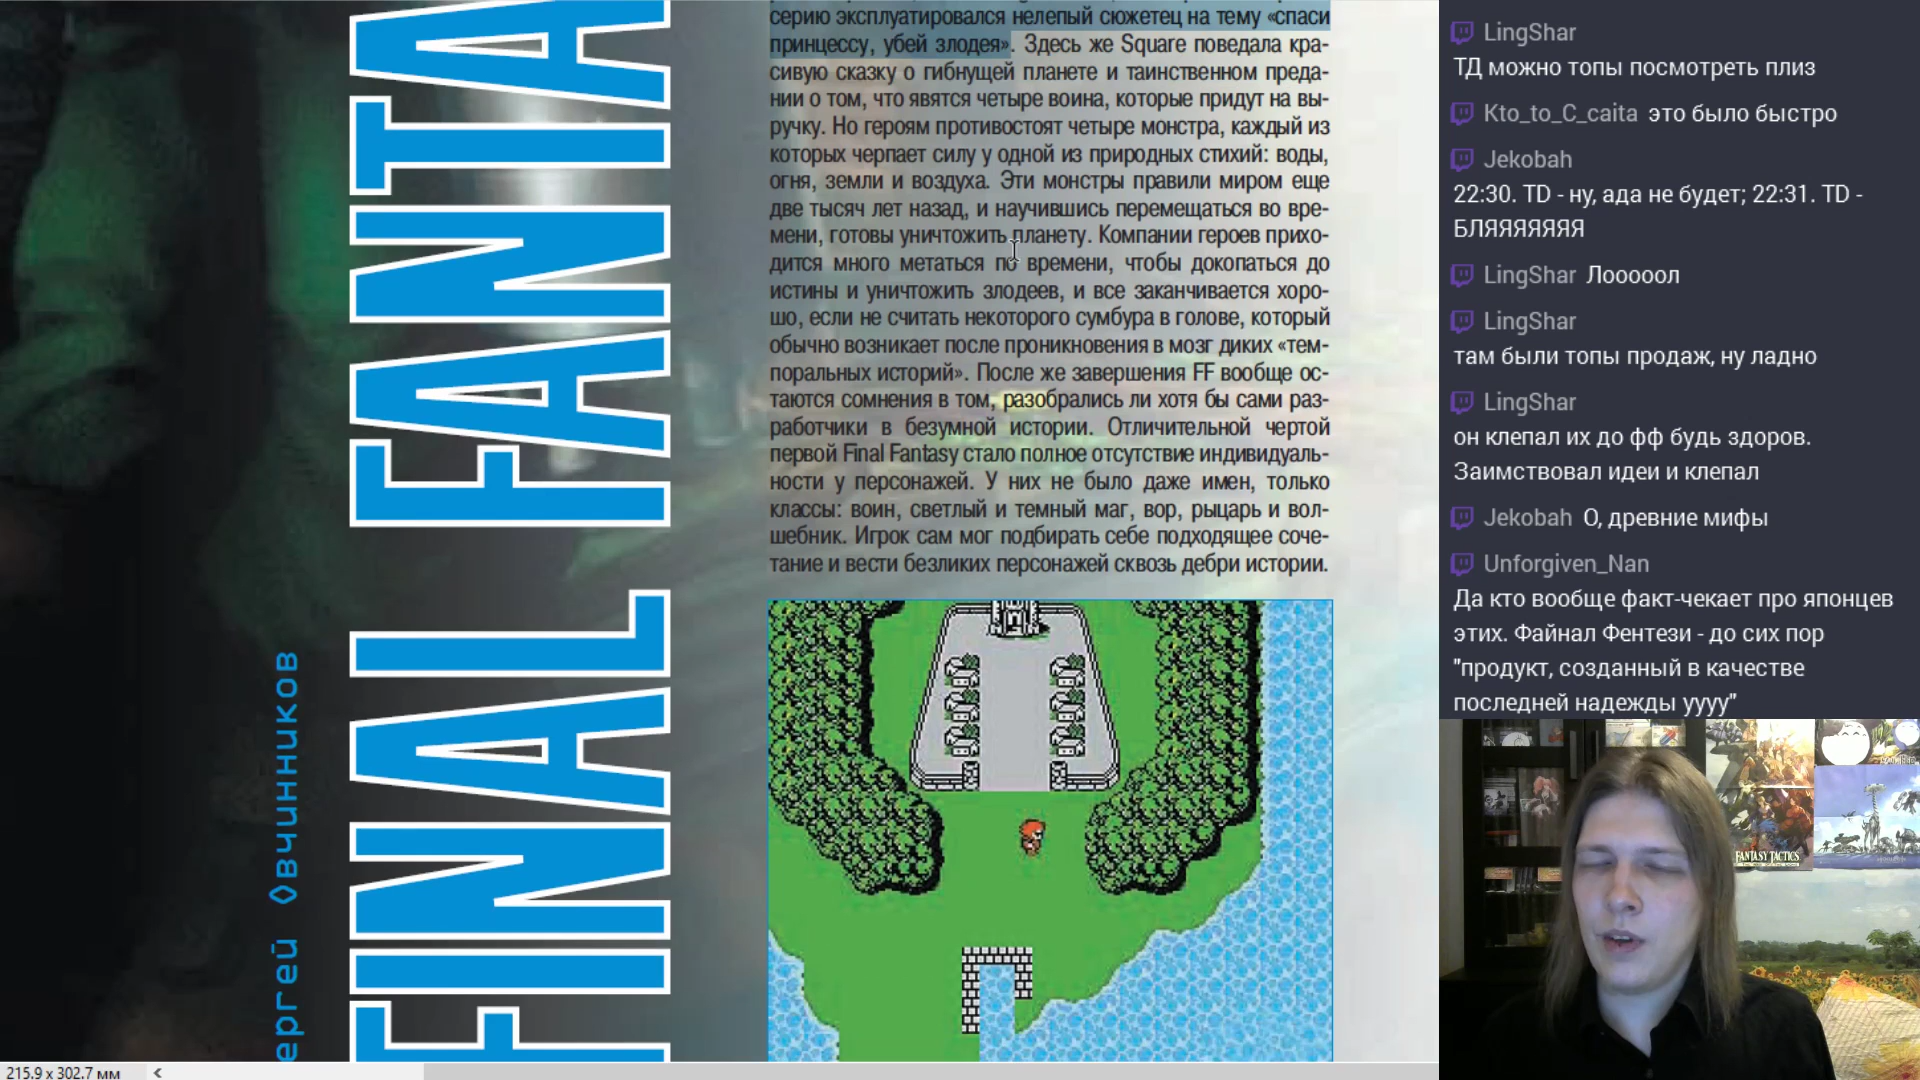 серию эксплуатировался нелепый сюжетец на тему «спаси
принцессу, убей злодея». Здесь же Square поведала кра-
сивую сказку о гибнущей планете и таинственном преда-
нии о том, что явятся четыре воина, которые придут на вы-
ручку. Но героям противостоят четыре монстра, каждый из
которых черпает силу у одной из природных стихий: воды,
огня, земли и воздуха. Эти монстры правили миром еще
две тысяч лет назад, и научившись перемещаться во вре-
мени, готовы уничтожить планету. Компании героев прихо-
дится много метаться по времени, чтобы докопаться до
истины и уничтожить злодеев, и все заканчивается хоро-
шо, если не считать некоторого сумбура в голове, который
обычно возникает после проникновения в мозг диких «тем-
поральных историй». После же завершения FF вообще ос-
таются сомнения в том, разобрались ли хотя бы сами раз-
работчики в безумной истории. Отличительной чертой
первой Final Fantasy стало полное отсутствие индивидуаль-
ности у персонажей. У них не было даже имен, только
классы: воин, светлый и темный маг, вор, рыцарь и вол-
шебник. Игрок сам мог подбирать себе подходящее соче-
тание и вести безликих персонажей сквозь дебри истории.
FINAL FANTA
ергей Овчинников
215.9 x 302.7 мм
LingShar
ТД можно топы посмотреть плиз
Kto_to_C_caita это было быстро
Jekobah
22:30. TD - ну, ада не будет; 22:31. TD -
БЛЯЯЯЯЯЯЯ
LingShar Лооооол
LingShar
там были топы продаж, ну ладно
LingShar
он клепал их до фф будь здоров.
Заимствовал идеи и клепал
Jekobah О, древние мифы
Unforgiven_Nan
Да кто вообще факт-чекает про японцев
этих. Файнал Фентези - до сих пор
"продукт, созданный в качестве
последней надежды уууу"
FANTASY TACTICS